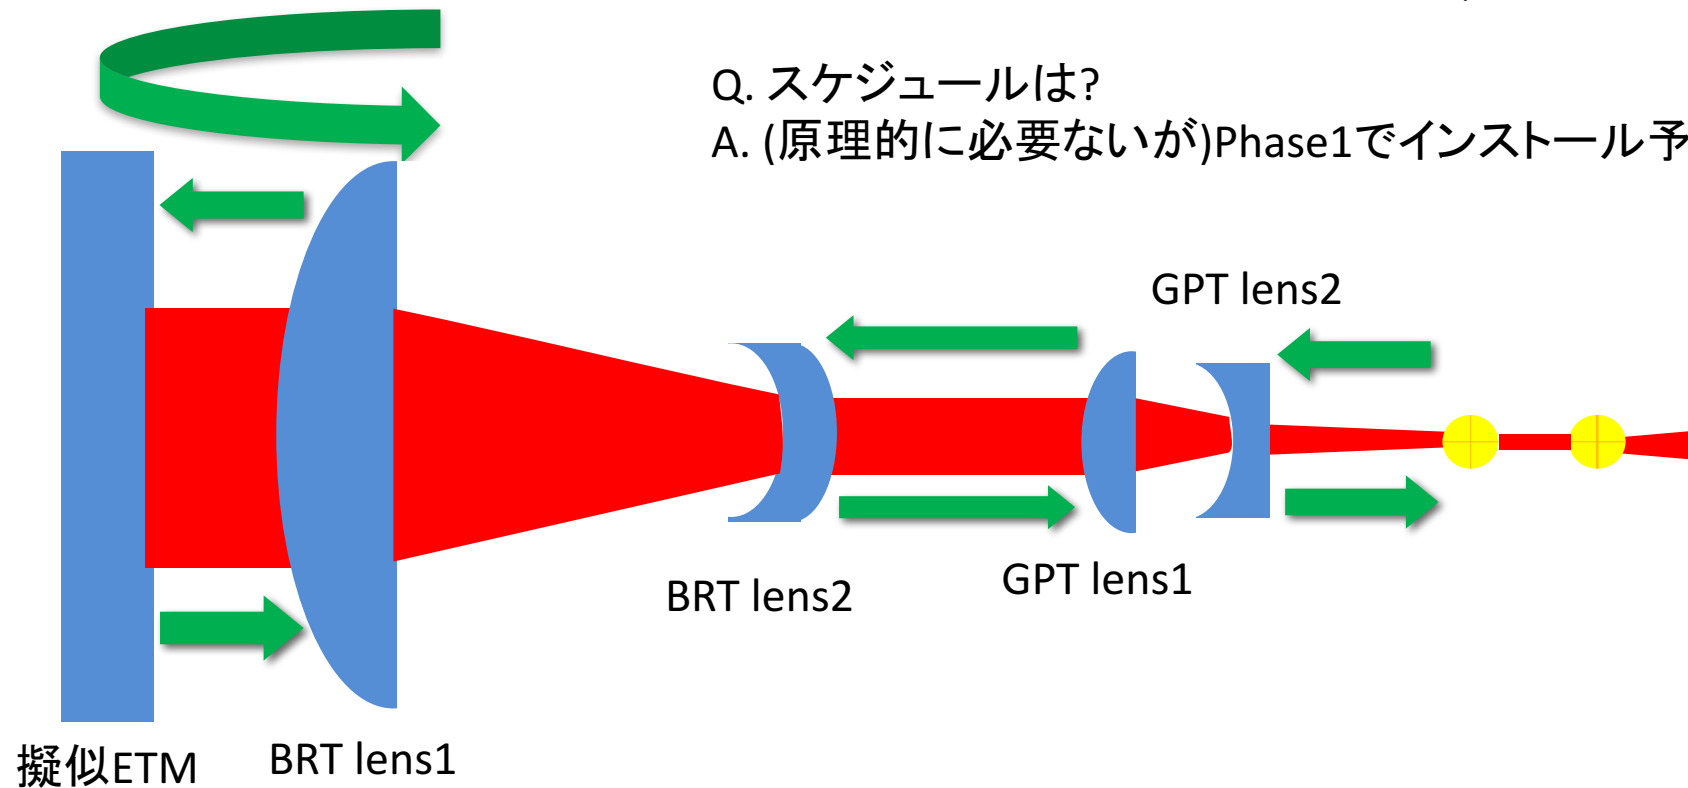 Q. スケジュールは?
A. (原理的に必要ないが)Phase1でインストール予
GPT lens2
BRT lens2
GPT lens1
擬似ETM
BRT lens1